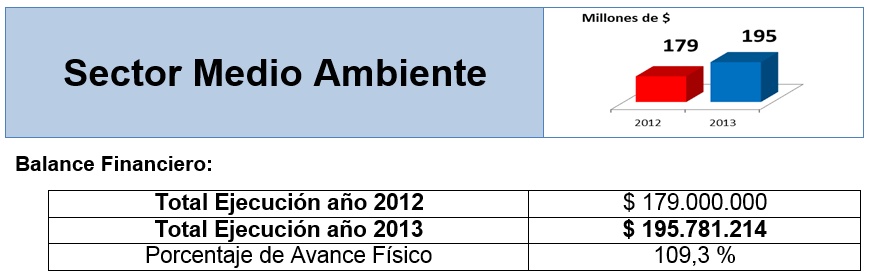 Sector Medio Ambiente
Millones de $
179
195
2012
2013
Balance Financiero:
Total Ejecución año 2012 $ 179.000.000
Total Ejecución año 2013 $ 195.781.214
Porcentaje de Avance Físico 109,3 %